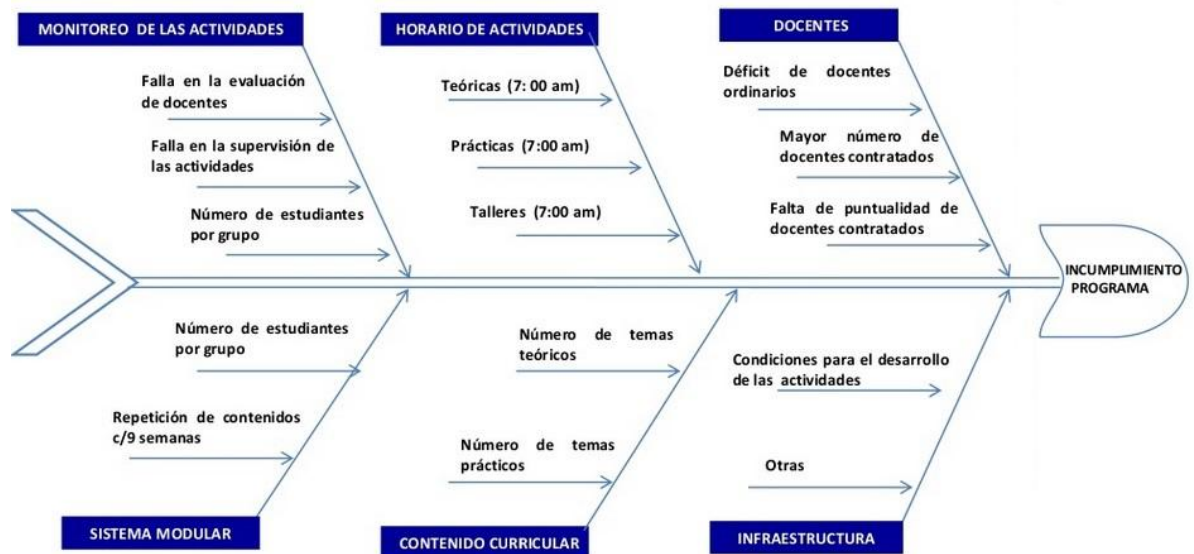 MONITOREO DE LAS ACTIVIDADES
HORARIO DE ACTIVIDADES
DOCENTES
Falla en la evaluación
de docentes
Falla en la supervisión de
las actividades
Número de estudiantes
por grupo
Teóricas (7: 00 am)
Prácticas (7:00 am)
Talleres (7:00 am)
Déficit de docentes
ordinarios
Mayor número de
docentes contratados
Falta de puntualidad de
docentes contratados
INCUMPLIMIENTO
PROGRAMA
Número de estudiantes
por grupo
Repetición de contenidos
c/9 semanas
Número de temas
teóricos
Número de temas
prácticos
Condiciones para el desarrollo
de las actividades
Otras
SISTEMA MODULAR
CONTENIDO CURRICULAR
INFRAESTRUCTURA